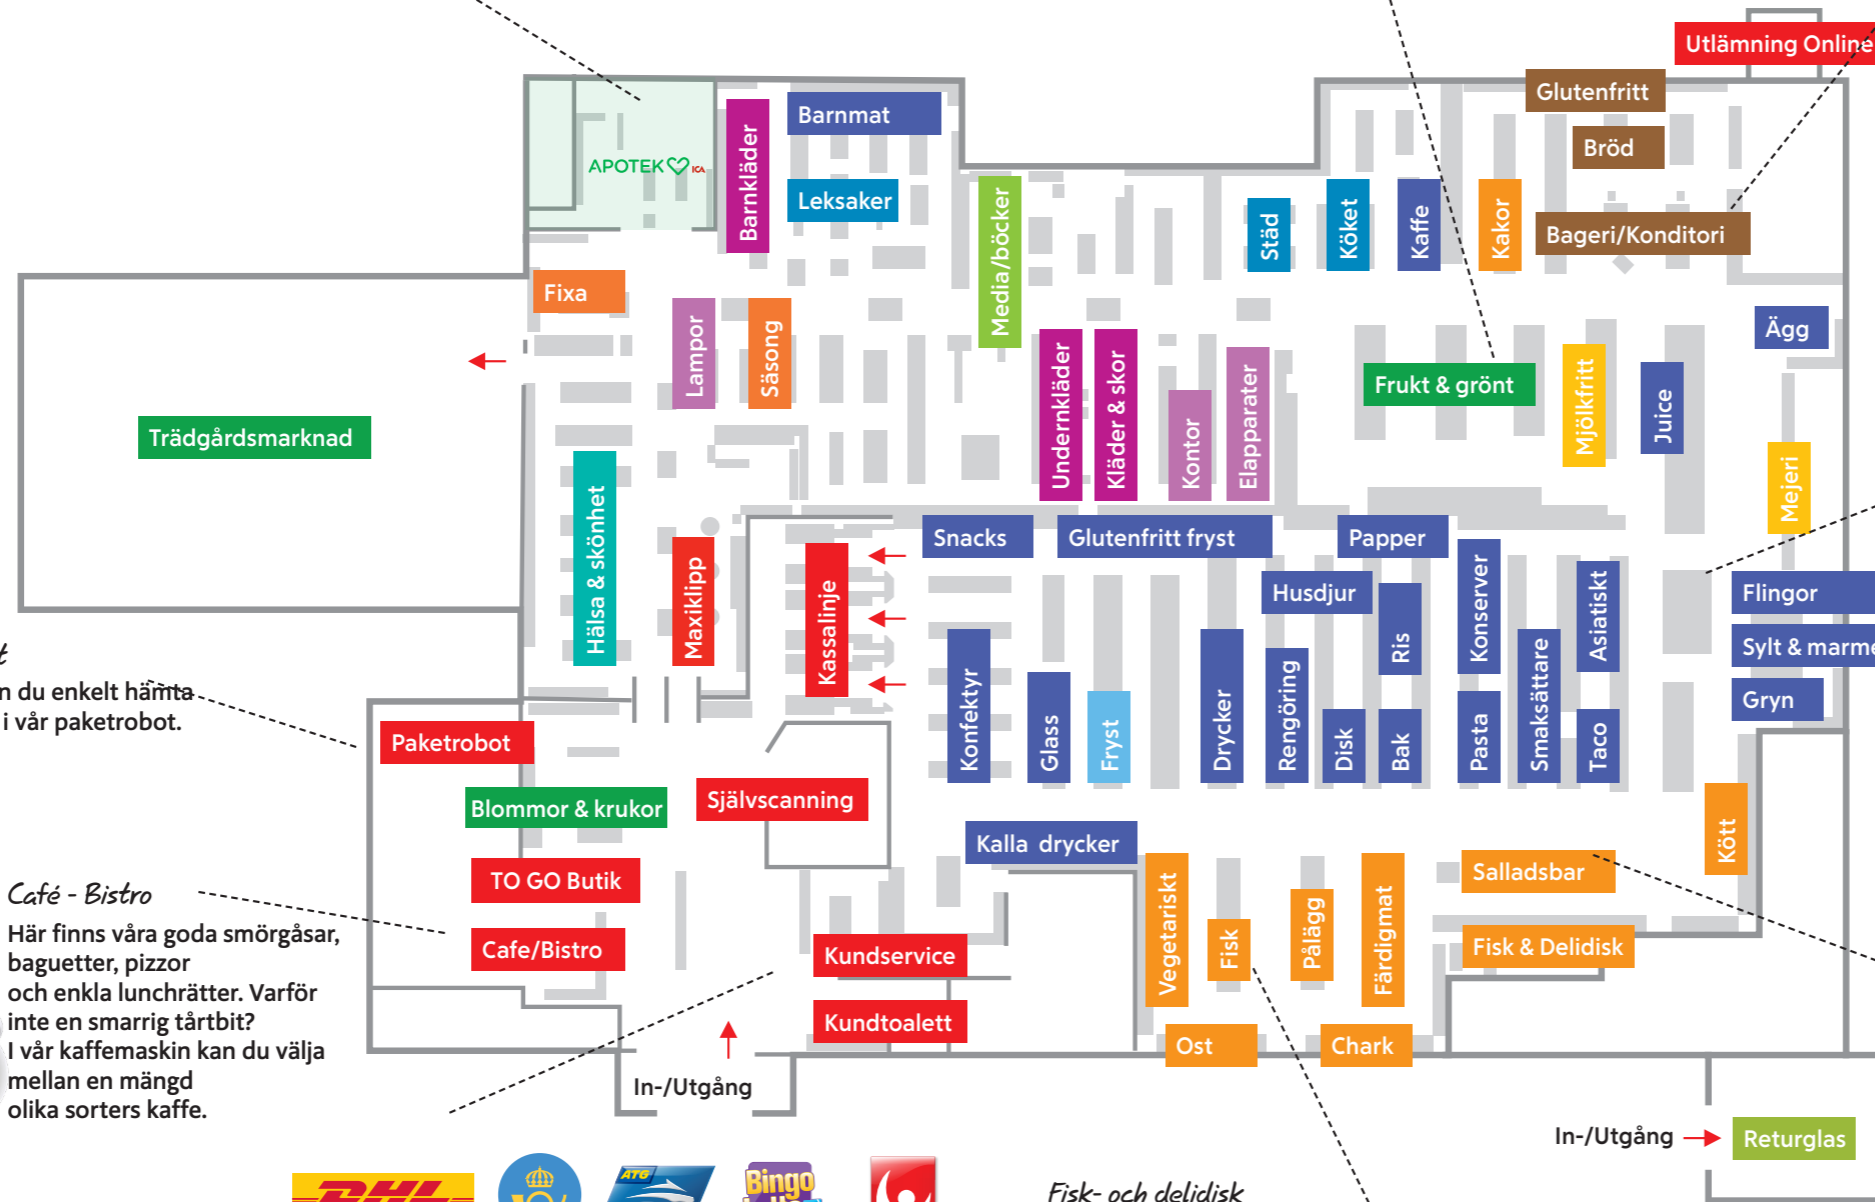 Utlämning Online
Glutenfritt
Barnmat
Bröd
APOTEK ICA
Barnkläder
Leksaker
Media/böcker
Städ
Köket
Kaffe
Kakor
Bageri/Konditori
Fixa
Lampor
Säsong
Ägg
Undernkläder
Kläder & skor
Kontor
Elapparater
Frukt & grönt
Mjölkfritt
Juice
Trädgårdsmarknad
Mejeri
Hälsa & skönhet
Maxiklipp
Kassalinje
Snacks
Glutenfritt fryst
Papper
Husdjur
Ris
Konserver
Asiatiskt
Flingor
Sylt & marme
Gryn
Konfektyr
Glass
Fryst
Drycker
Rengöring
Disk
Bak
Pasta
Smaksättare
Taco
t
n du enkelt hämta
i vår paketrobot.
Paketrobot
Blommor & krukor
Självscanning
Kalla drycker
Kött
TO GO Butik
Cafe/Bistro
Café - Bistro
Här finns våra goda smörgåsar,
baguetter, pizzor
och enkla lunchrätter. Varför
inte en smarrig tårtbit?
I vår kaffemaskin kan du välja
mellan en mängd
olika sorters kaffe.
Kundservice
Kundtoalett
Vegetariskt
Fisk
Pålägg
Färdigmat
Salladsbar
Fisk & Delidisk
Ost
Chark
In-/Utgång
In-/Utgång
Returglas
DHL
ATG
Bingo
Fisk- och delidisk